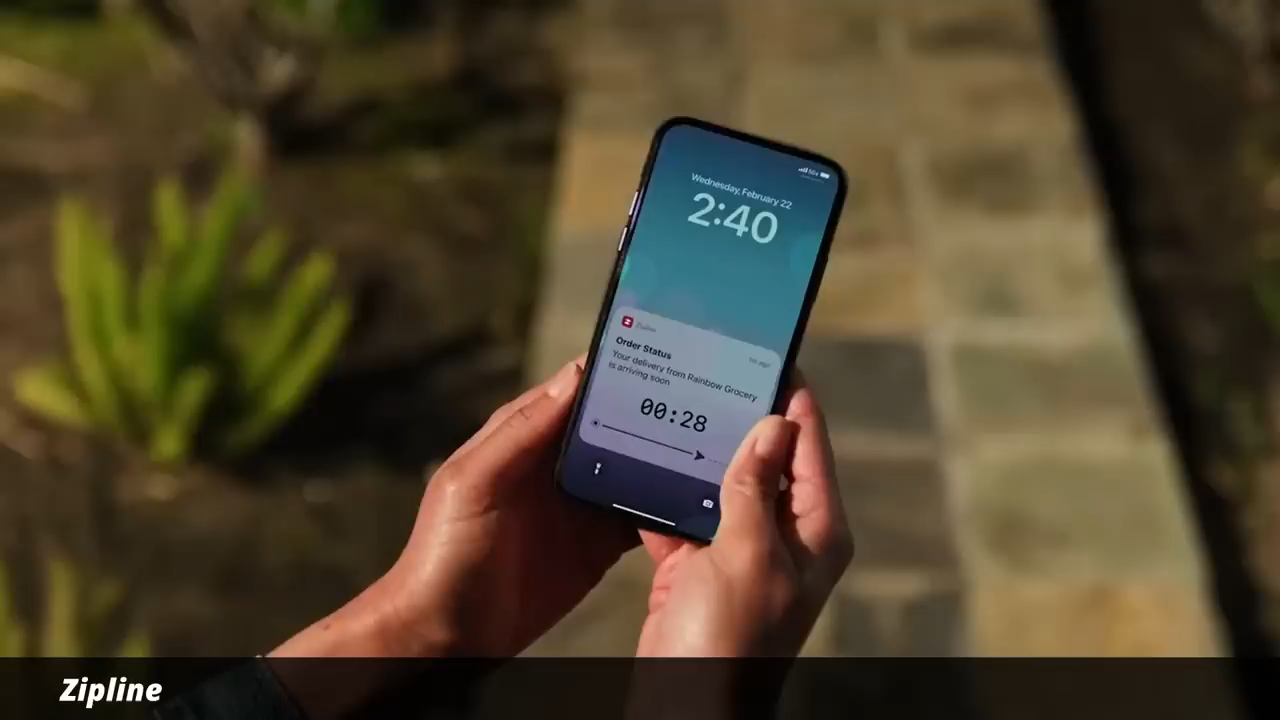 Wednesday, February 22
2:40
Zipline
Order Status
Your delivery from Rainbow Grocery
is arriving soon
00:28
Zipline